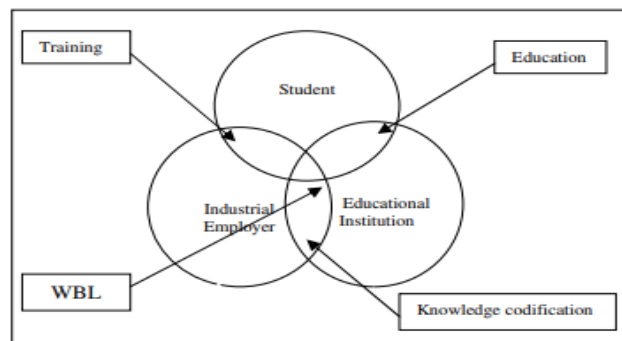 Training
Education
Student
Industrial
Employer
Educational
Institution
WBL
Knowledge codification